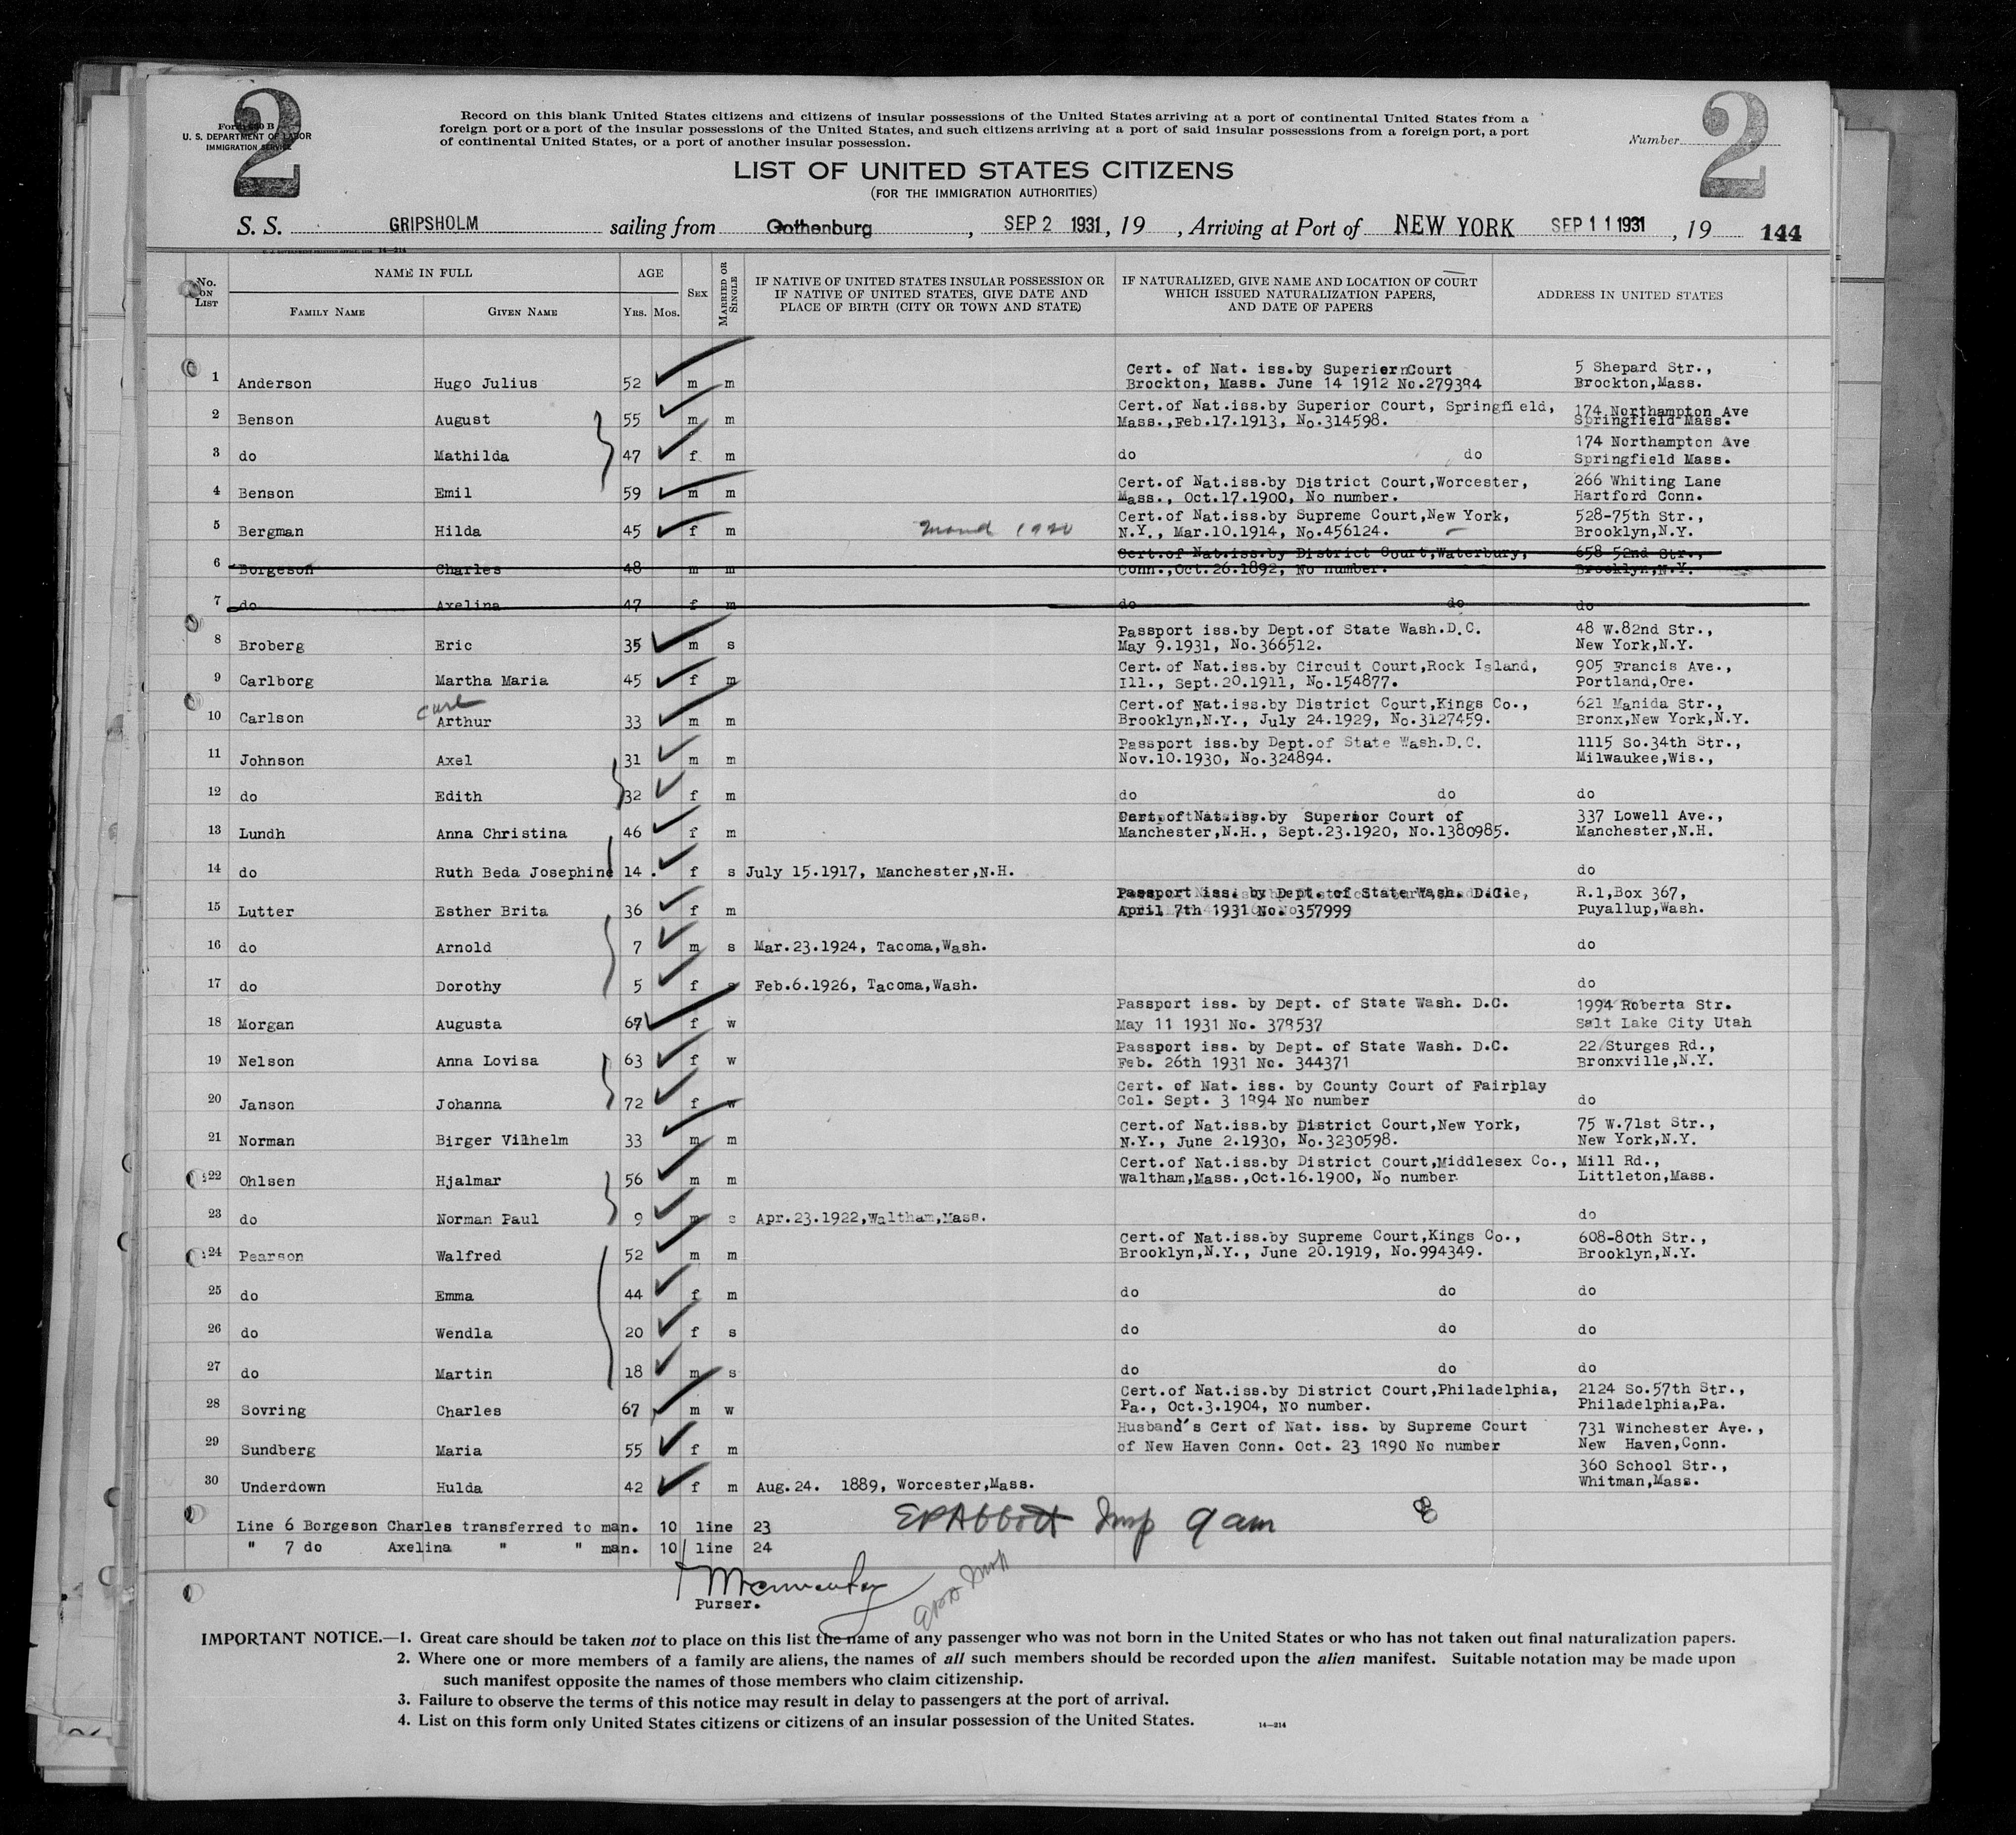 2
2
Form 630 B
U. S. DEPARTMENT OF LABOR
IMMIGRATION SERVICE
Record on this blank United States citizens and citizens of insular possessions of the United States arriving at a port of continental United States from a
foreign port or a port of the insular possessions of the United States, and such citizens arriving at a port of said insular possessions from a foreign port, a port
of continental United States, or a port of another insular possession.
Number
LIST OF UNITED STATES CITIZENS
(FOR THE IMMIGRATION AUTHORITIES)
S. S. GRIPSHOLM sailing from Gothenburg, SEP 2 1931, 19 , Arriving at Port of NEW YORK SEP 11 1931, 19 144
14-214
No. ON LIST
NAME IN FULL
FAMILY NAME
GIVEN NAME
AGE
YRS. MOS.
SEX
MARRIED OR SINGLE
IF NATIVE OF UNITED STATES INSULAR POSSESSION OR
IF NATIVE OF UNITED STATES, GIVE DATE AND
PLACE OF BIRTH (CITY OR TOWN AND STATE)
IF NATURALIZED, GIVE NAME AND LOCATION OF COURT
WHICH ISSUED NATURALIZATION PAPERS,
AND DATE OF PAPERS
ADDRESS IN UNITED STATES
Cert. of Nat. iss.by Superior Court 5 Shepard Str.,
1 Anderson Hugo Julius 52 m m Brockton, Mass. June 14 1912 No.279394 Brockton,Mass.
Cert.of Nat.iss.by Superior Court, Springfield, 174 Northampton Ave
2 Benson August 55 m m Mass.,Feb.17.1913, No.314598. Springfield Mass.
174 Northampton Ave
3 do Mathilda 47 f m do do Springfield Mass.
Cert.of Nat.iss.by District Court,Worcester, 266 Whiting Lane
4 Benson Emil 59 m m Mass., Oct.17.1900, No number. Hartford Conn.
Cert.of Nat.iss.by Supreme Court,New York, 528-75th Str.,
5 Bergman Hilda 45 f m 1920 N.Y., Mar.10.1914, No.456124. Brooklyn,N.Y.
Cert.of Nat.iss.by District Court,Waterbury, 658 52nd Str.,
6 Borgeson Charles 48 m m Conn.,Oct.26.1892, No number. Brooklyn,N.Y.
7 do Axelina 47 f m do do do
Passport iss.by Dept.of State Wash.D.C. 48 W.82nd Str.,
8 Broberg Eric 35 m s May 9.1931, No.366512. New York,N.Y.
Cert.of Nat.iss.by Circuit Court,Rock Island, 905 Francis Ave.,
9 Carlborg Martha Maria 45 f m Ill., Sept.20.1911, No.154877. Portland,Ore.
Carl
Cert.of Nat.iss.by District Court,Kings Co., 621 Manida Str.,
10 Carlson Arthur 33 m m Brooklyn,N.Y., July 24.1929, No.3127459. Bronx,New York,N.Y.
Passport iss.by Dept.of State Wash.D.C. 1115 So.34th Str.,
11 Johnson Axel 31 m m Nov.10.1930, No.324894. Milwaukee,Wis.,
12 do Edith 32 f m do do do
Cert.of Nat.iss.by Superior Court of 337 Lowell Ave.,
13 Lundh Anna Christina 46 f m Manchester,N.H., Sept.23.1920, No.1380985. Manchester,N.H.
14 do Ruth Beda Josephine 14. f s July 15.1917, Manchester,N.H. do
Passport iss. by Dept. of State Wash. D.C. R.1,Box 367,
15 Lutter Esther Brita 36 f m April 7th 1931 No. 357999 Puyallup,Wash.
16 do Arnold 7 m s Mar.23.1924, Tacoma,Wash. do
17 do Dorothy 5 f s Feb.6.1926, Tacoma,Wash. do
Passport iss. by Dept. of State Wash. D.C. 1994 Roberta Str.
18 Morgan Augusta 67 f w May 11 1931 No. 378537 Salt Lake City Utah
Passport iss. by Dept. of State Wash. D.C. 22 Sturges Rd.,
19 Nelson Anna Lovisa 63 f w Feb. 26th 1931 No. 344371 Bronxville,N.Y.
Cert. of Nat. iss. by County Court of Fairplay
20 Janson Johanna 72 f w Col. Sept. 3 1894 No number do
Cert.of Nat.iss.by District Court,New York, 75 W.71st Str.,
21 Norman Birger Vilhelm 33 m m N.Y., June 2.1930, No.3230598. New York,N.Y.
Cert.of Nat.iss.by District Court,Middlesex Co., Mill Rd.,
22 Ohlsen Hjalmar 56 m m Waltham,Mass.,Oct.16.1900, No number. Littleton,Mass.
23 do Norman Paul 9 m s Apr.23.1922,Waltham,Mass. do
Cert.of Nat.iss.by Supreme Court,Kings Co., 608-80th Str.,
24 Pearson Walfred 52 m m Brooklyn,N.Y., June 20.1919, No.994349. Brooklyn,N.Y.
25 do Emma 44 f m do do do
26 do Wendla 20 f s do do do
27 do Martin 18 m s do do do
Cert.of Nat.iss.by District Court,Philadelphia, 2124 So.57th Str.,
28 Sovring Charles 67 m w Pa., Oct.3.1904, No number. Philadelphia,Pa.
Husband's Cert of Nat. iss. by Supreme Court 731 Winchester Ave.,
29 Sundberg Maria 55 f m of New Haven Conn. Oct. 23 1890 No number New Haven,Conn.
360 School Str.,
30 Underdown Hulda 42 f m Aug.24. 1889, Worcester,Mass. Whitman,Mass.
Line 6 Borgeson Charles transferred to man. 10 line 23
" 7 do Axelina " " man. 10 line 24
EPAbbott Insp 9 am
Purser.
IMPORTANT NOTICE.—1. Great care should be taken not to place on this list the name of any passenger who was not born in the United States or who has not taken out final naturalization papers.
2. Where one or more members of a family are aliens, the names of all such members should be recorded upon the alien manifest. Suitable notation may be made upon
such manifest opposite the names of those members who claim citizenship.
3. Failure to observe the terms of this notice may result in delay to passengers at the port of arrival.
4. List on this form only United States citizens or citizens of an insular possession of the United States.
14—214